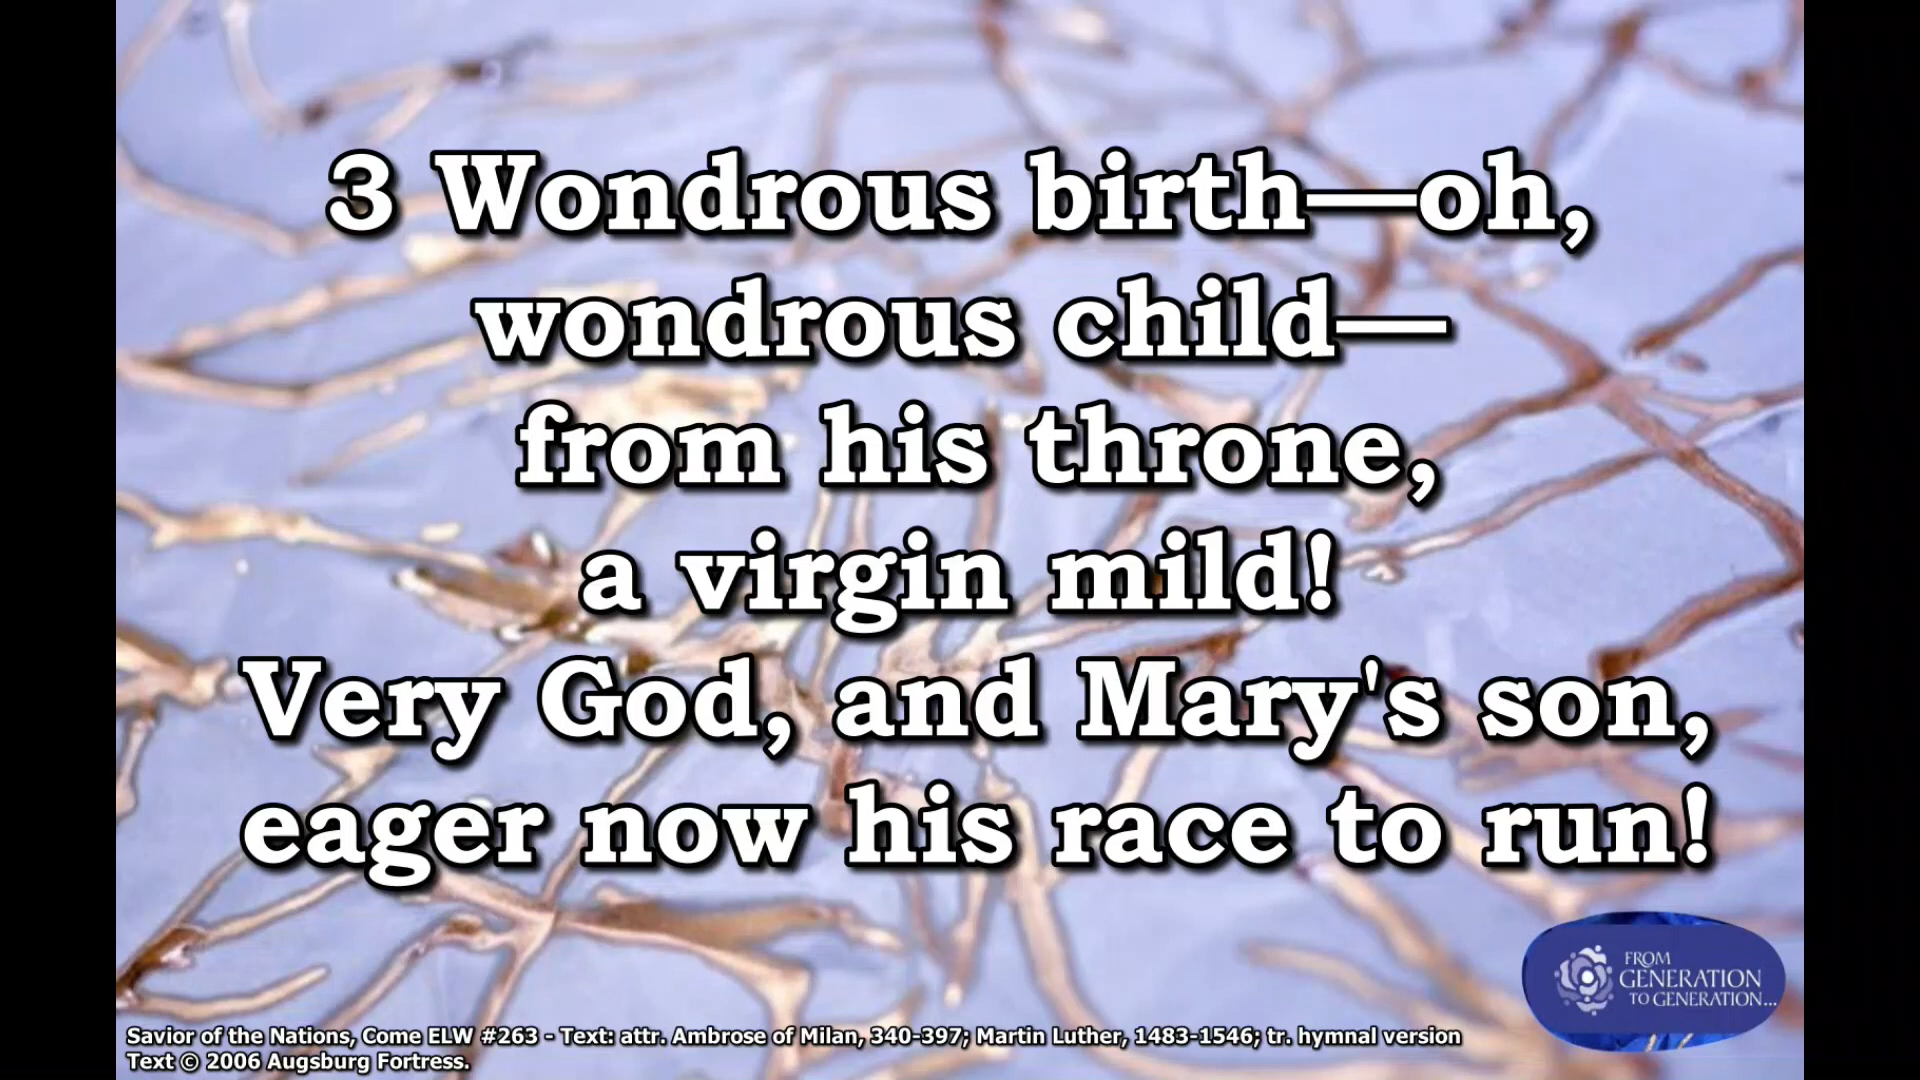 3 Wondrous birth—oh,
wondrous child—
from his throne,
a virgin mild!
Very God, and Mary's son,
eager now his race to run!
FROM
GENERATION
TO GENERATION...
Savior of the Nations, Come ELW #263 - Text: attr. Ambrose of Milan, 340-397; Martin Luther, 1483-1546; tr. hymnal version
Text © 2006 Augsburg Fortress.